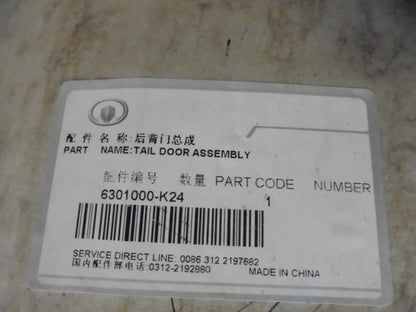 配 件 名 称:后背门总成
PART NAME:TAIL DOOR ASSEMBLY
配件编号 数量 PART CODE NUMBER
6301000-K24 1
SERVICE DIRECT LINE: 0086 312 2197682
国内配件部电话:0312-2192880 MADE IN CHINA